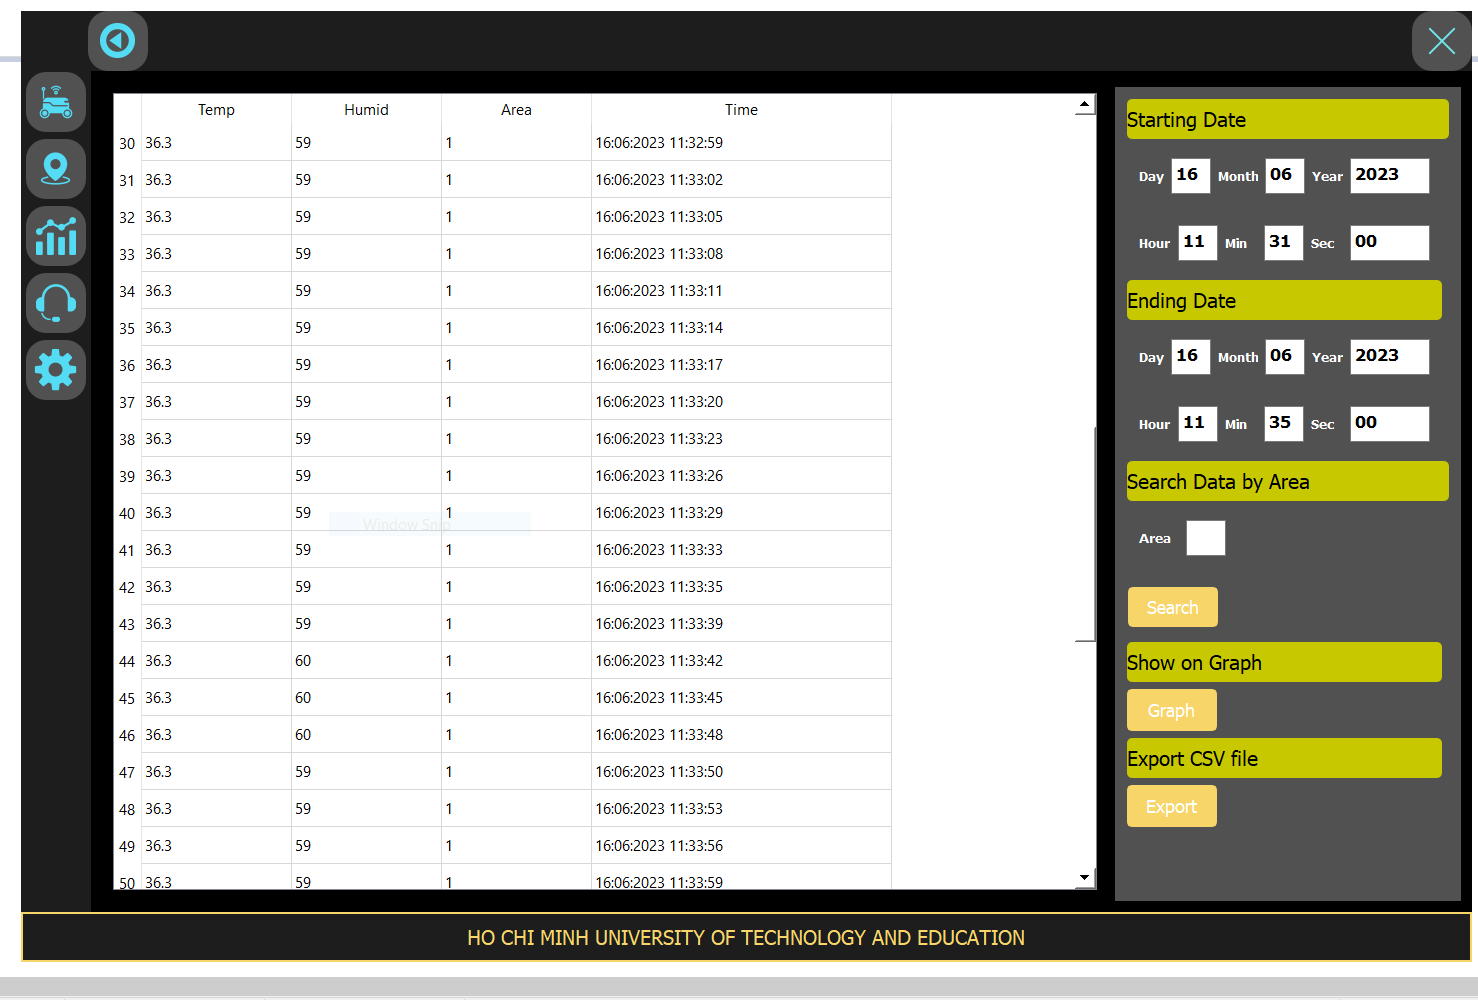 Temp Humid Area Time
30 36.3 59 1 16:06:2023 11:32:59
31 36.3 59 1 16:06:2023 11:33:02
32 36.3 59 1 16:06:2023 11:33:05
33 36.3 59 1 16:06:2023 11:33:08
34 36.3 59 1 16:06:2023 11:33:11
35 36.3 59 1 16:06:2023 11:33:14
36 36.3 59 1 16:06:2023 11:33:17
37 36.3 59 1 16:06:2023 11:33:20
38 36.3 59 1 16:06:2023 11:33:23
39 36.3 59 1 16:06:2023 11:33:26
40 36.3 59 1 16:06:2023 11:33:29
Window Snip
41 36.3 59 1 16:06:2023 11:33:33
42 36.3 59 1 16:06:2023 11:33:35
43 36.3 59 1 16:06:2023 11:33:39
44 36.3 60 1 16:06:2023 11:33:42
45 36.3 60 1 16:06:2023 11:33:45
46 36.3 60 1 16:06:2023 11:33:48
47 36.3 59 1 16:06:2023 11:33:50
48 36.3 59 1 16:06:2023 11:33:53
49 36.3 59 1 16:06:2023 11:33:56
50 36.3 59 1 16:06:2023 11:33:59
Starting Date
Day 16 Month 06 Year 2023
Hour 11 Min 31 Sec 00
Ending Date
Day 16 Month 06 Year 2023
Hour 11 Min 35 Sec 00
Search Data by Area
Area
Search
Show on Graph
Graph
Export CSV file
Export
HO CHI MINH UNIVERSITY OF TECHNOLOGY AND EDUCATION